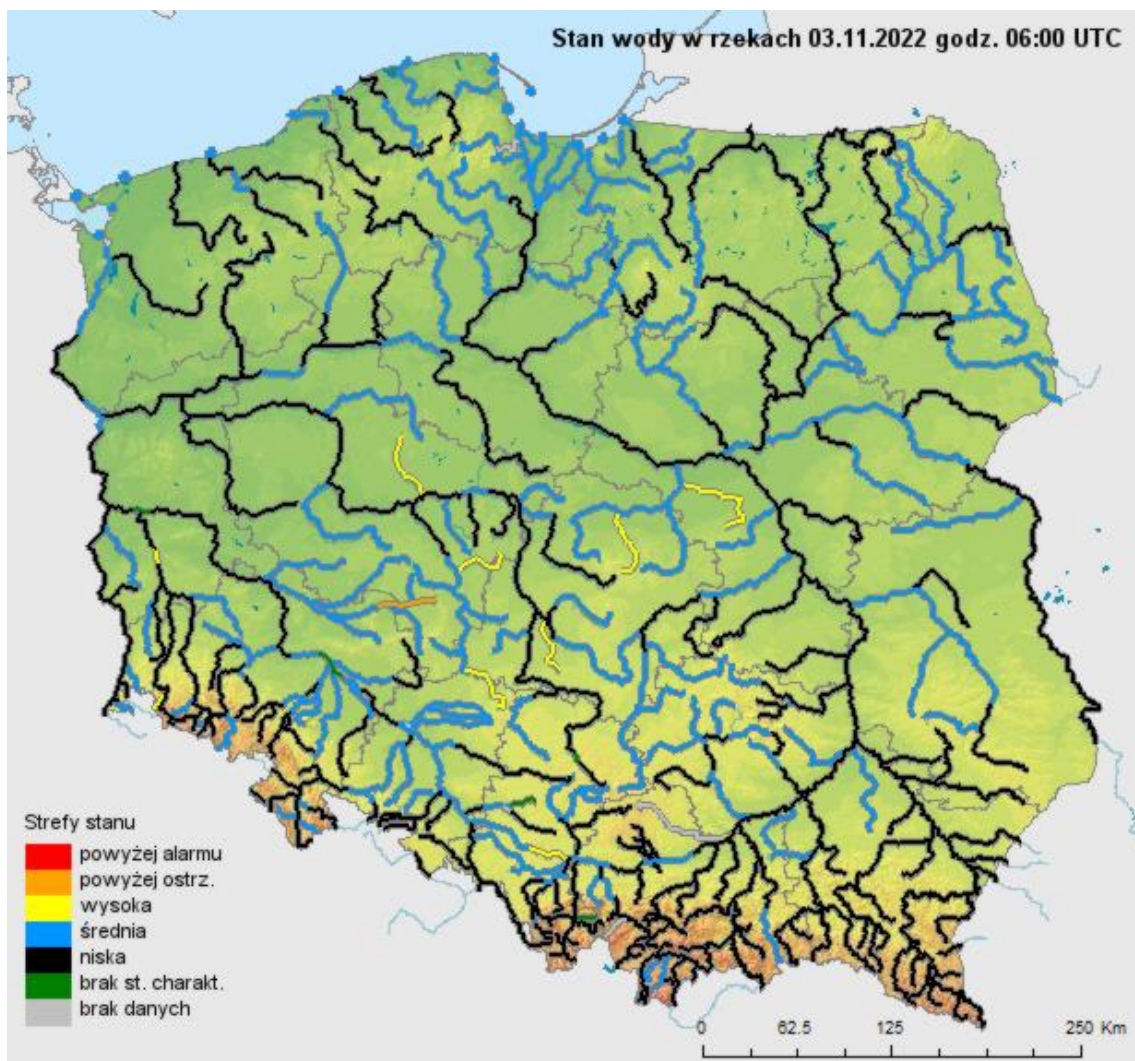 Stan wody w rzekach 03.11.2022 godz. 06:00 UTC
Strefy stanu
powyżej alarmu
powyżej ostrz.
wysoka
średnia
niska
brak st. charakt.
brak danych
0 62.5 125 250 Km